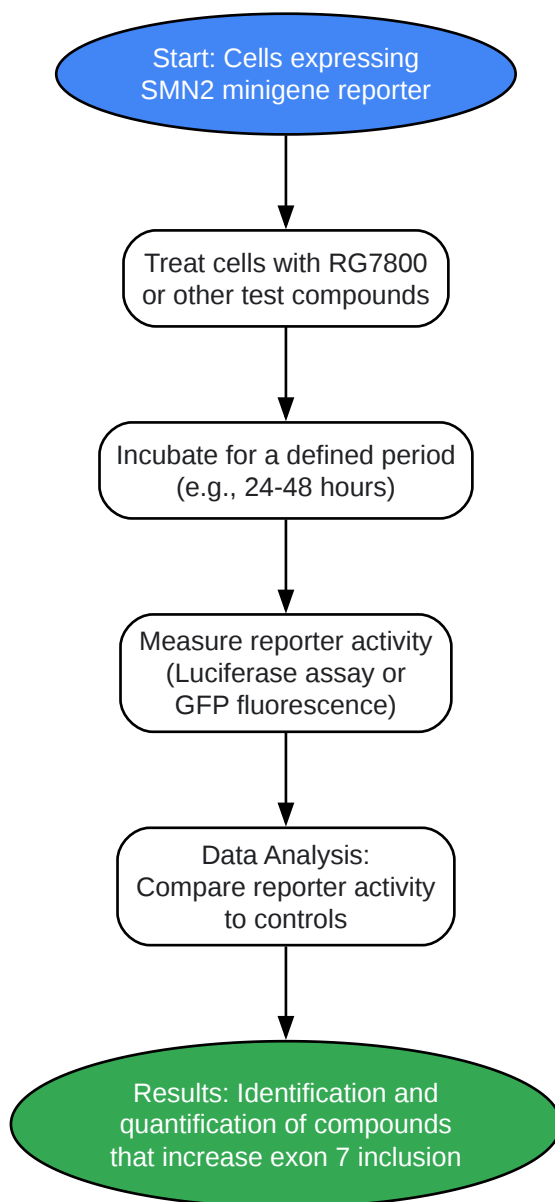 Start: Cells expressing
SMN2 minigene reporter
Treat cells with RG7800
or other test compounds
Incubate for a defined period
(e.g., 24-48 hours)
Measure reporter activity
(Luciferase assay or
GFP fluorescence)
Data Analysis:
Compare reporter activity
to controls
Results: Identification and
quantification of compounds
that increase exon 7 inclusion